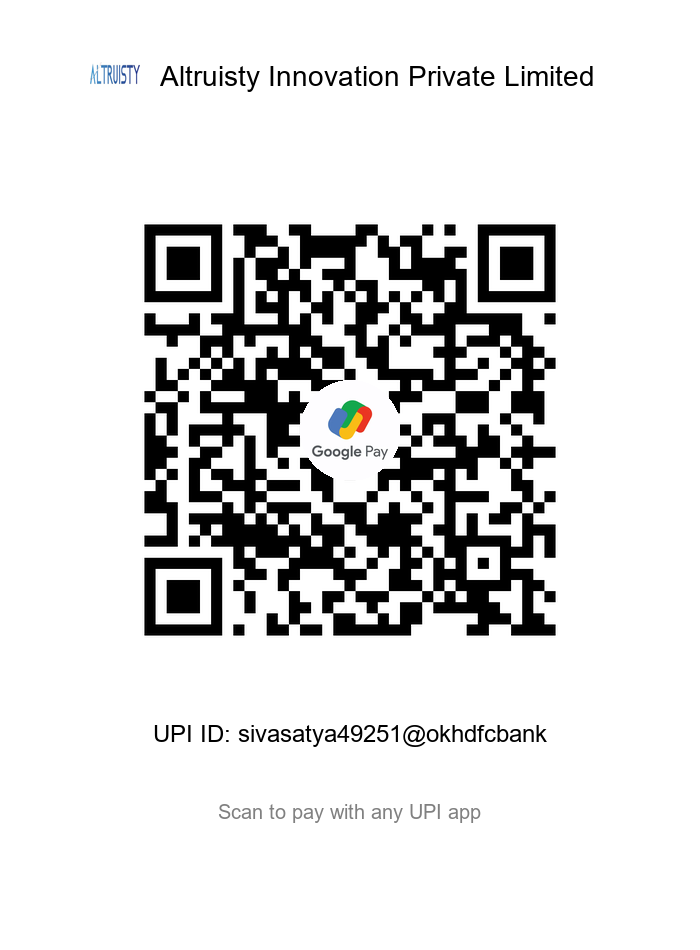 ALTRUISTY Altruisty Innovation Private Limited
Google Pay
UPI ID: sivasatya49251@okhdfcbank
Scan to pay with any UPI app